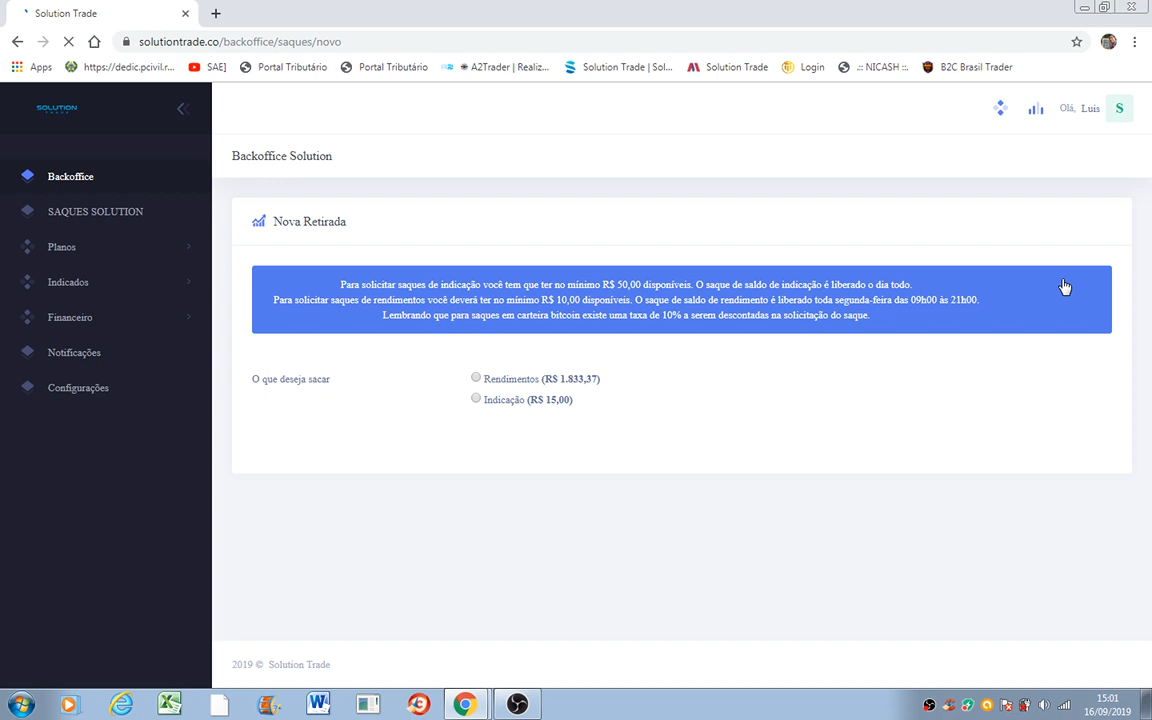 Solution Trade
solutiontrade.co/backoffice/saques/novo
Apps https://dedic.pcivil.r... SAE] Portal Tributário Portal Tributário A2Trader | Realiz... Solution Trade | Sol... Solution Trade Login .:: NICASH ::. B2C Brasil Trader
SOLUTION
TRADE
Olá, Luis S
Backoffice Solution
Backoffice
SAQUES SOLUTION
Planos
Indicados
Financeiro
Notificações
Configurações
Nova Retirada
Para solicitar saques de indicação você tem que ter no mínimo R$ 50,00 disponíveis. O saque de saldo de indicação é liberado o dia todo.
Para solicitar saques de rendimentos você deverá ter no mínimo R$ 10,00 disponíveis. O saque de saldo de rendimento é liberado toda segunda-feira das 09h00 às 21h00.
Lembrando que para saques em carteira bitcoin existe uma taxa de 10% a serem descontadas na solicitação do saque.
O que deseja sacar
Rendimentos (R$ 1.833,37)
Indicação (R$ 15,00)
2019 © Solution Trade
15:01
16/09/2019